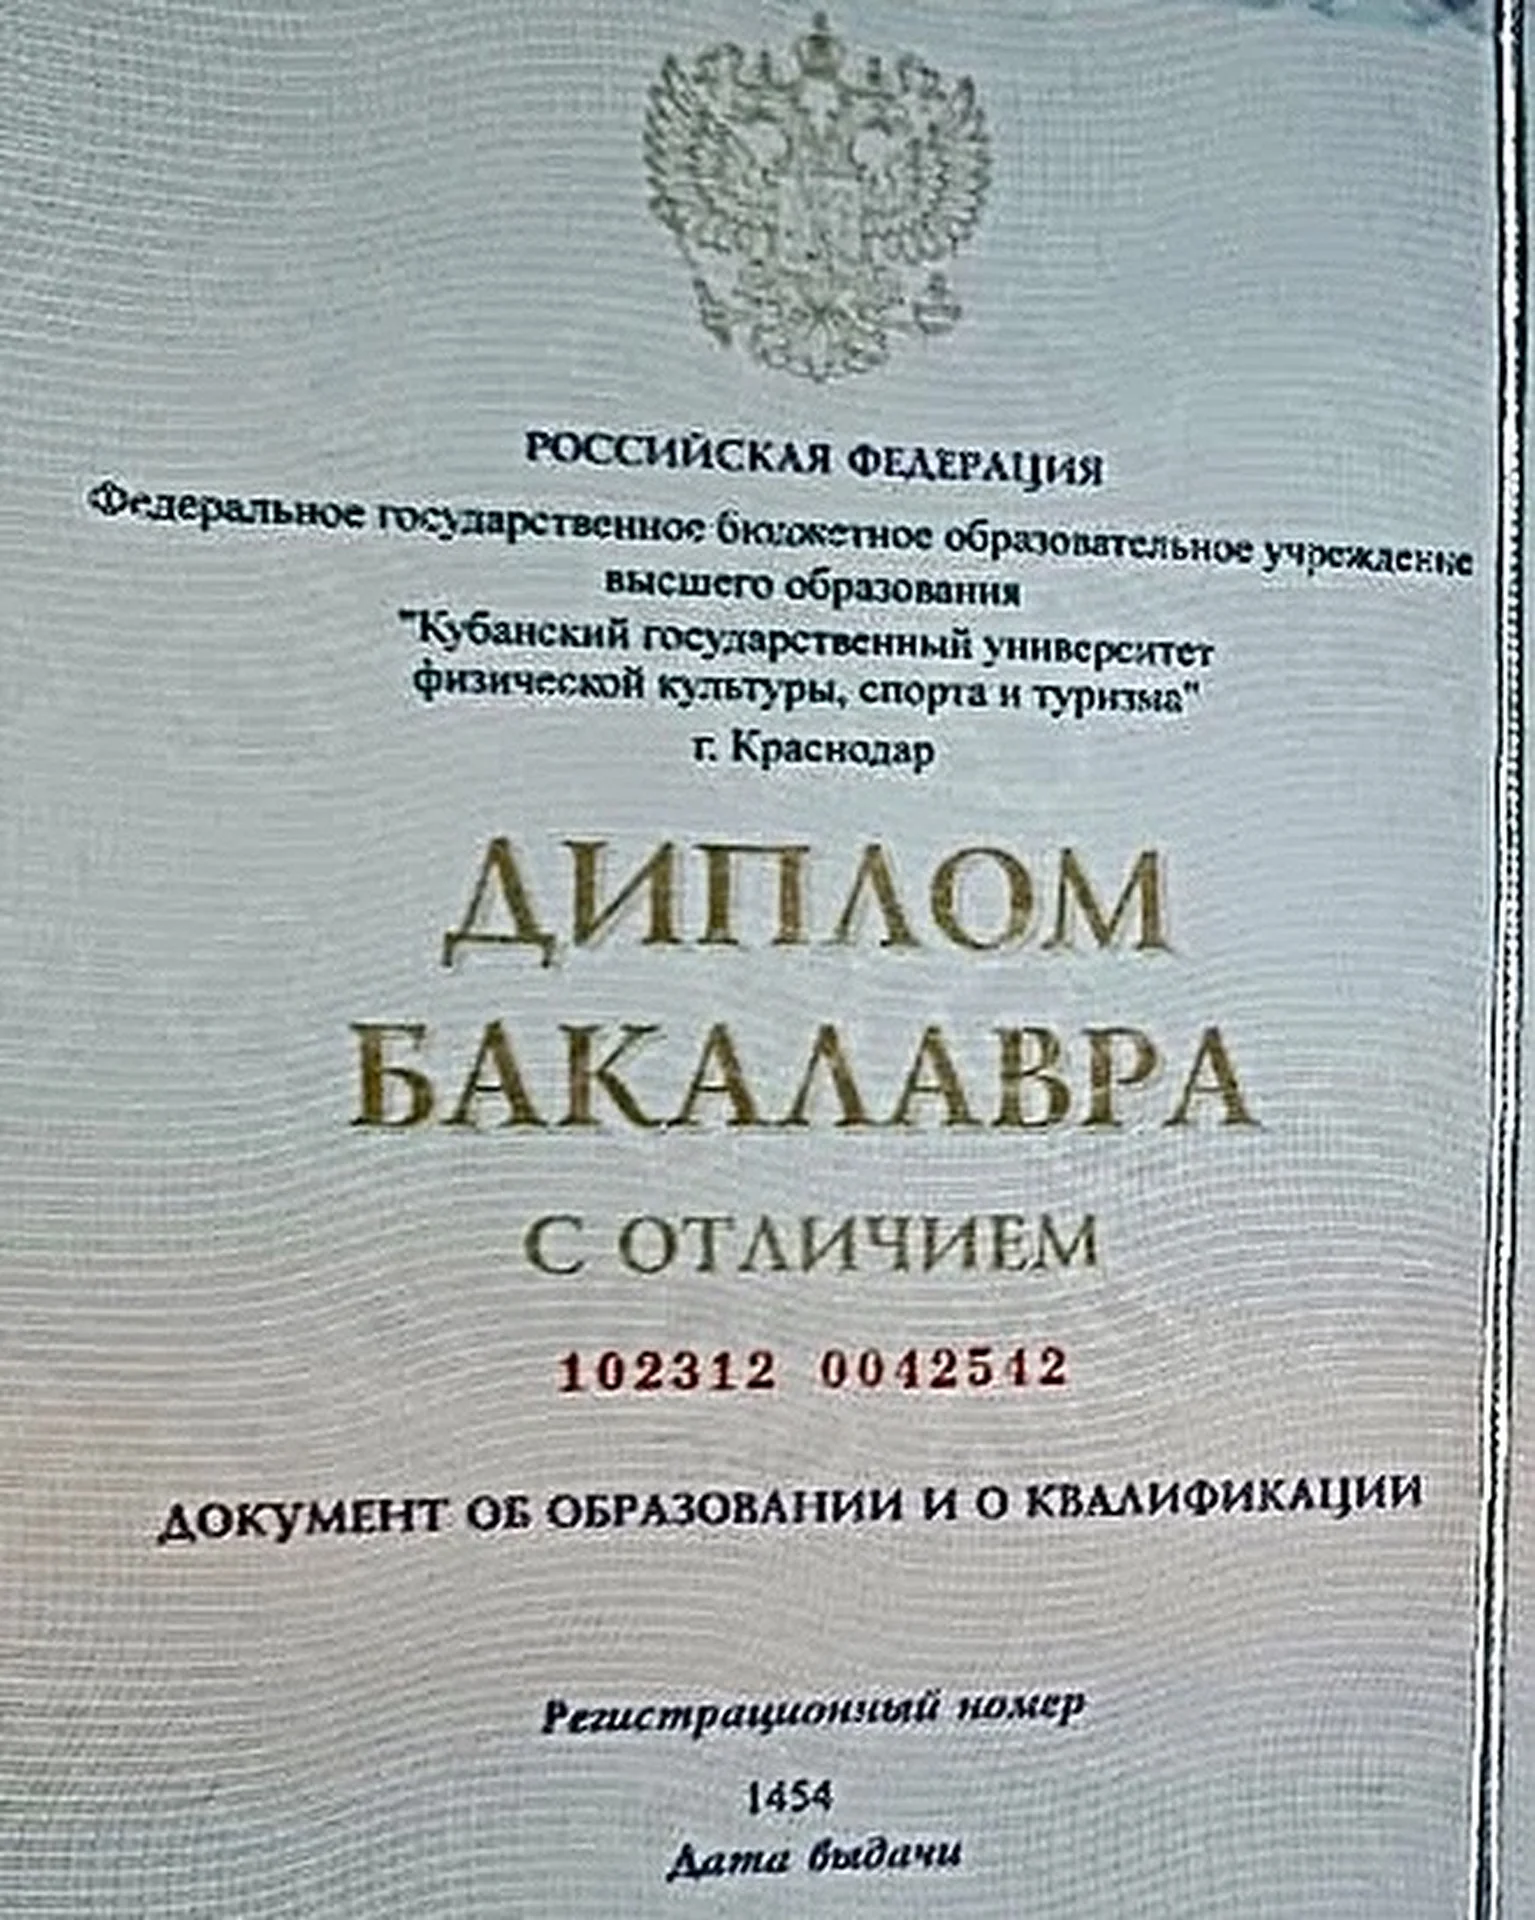 РОССИЙСКАЯ ФЕДЕРАЦИЯ
Федеральное государственное бюджетное образовательное учреждение
высшего образования
"Кубанский государственный университет
физической культуры, спорта и туризма"
г. Краснодар
ДИПЛОМ
БАКАЛАВРА
С ОТЛИЧИЕМ
102312 0042542
ДОКУМЕНТ ОБ ОБРАЗОВАНИИ И О КВАЛИФИКАЦИИ
Регистрационный номер
1454
Дата выдачи